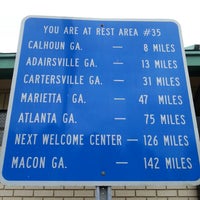 YOU ARE AT REST AREA #35
CALHOUN GA. — 8 MILES
ADAIRSVILLE GA. — 13 MILES
CARTERSVILLE GA. — 31 MILES
MARIETTA GA. — 47 MILES
ATLANTA GA. — 75 MILES
NEXT WELCOME CENTER — 126 MILES
MACON GA. — 142 MILES